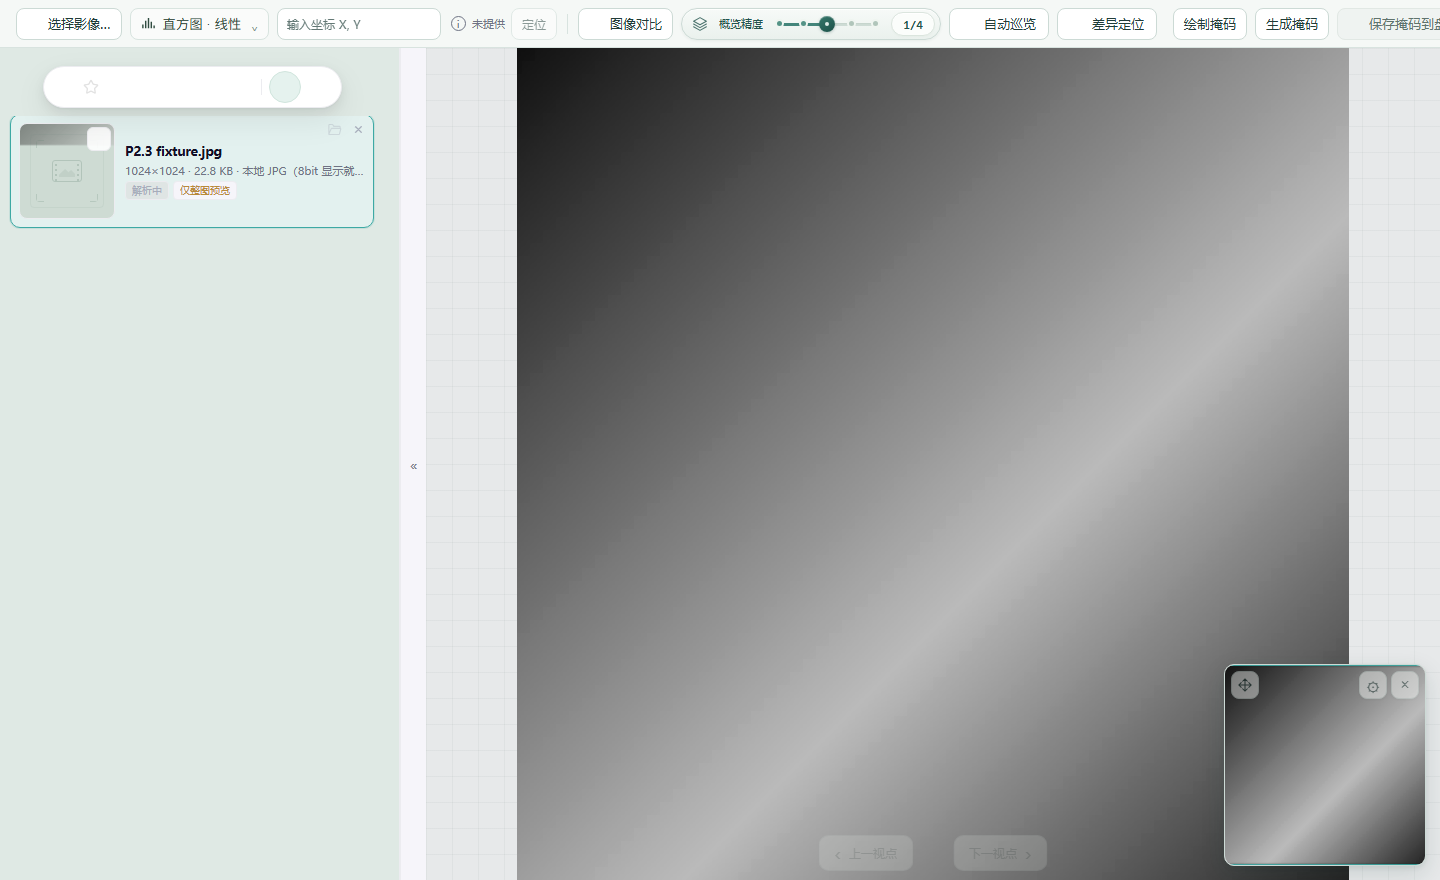 选择影像...
直方图 · 线性
输入坐标 X, Y
未提供
定位
图像对比
概览精度
1/4
自动巡览
差异定位
绘制掩码
生成掩码
保存掩码到盘
P2.3 fixture.jpg
1024×1024 · 22.8 KB · 本地 JPG（8bit 显示就...
解析中
仅整图预览
«
‹ 上一视点
下一视点 ›